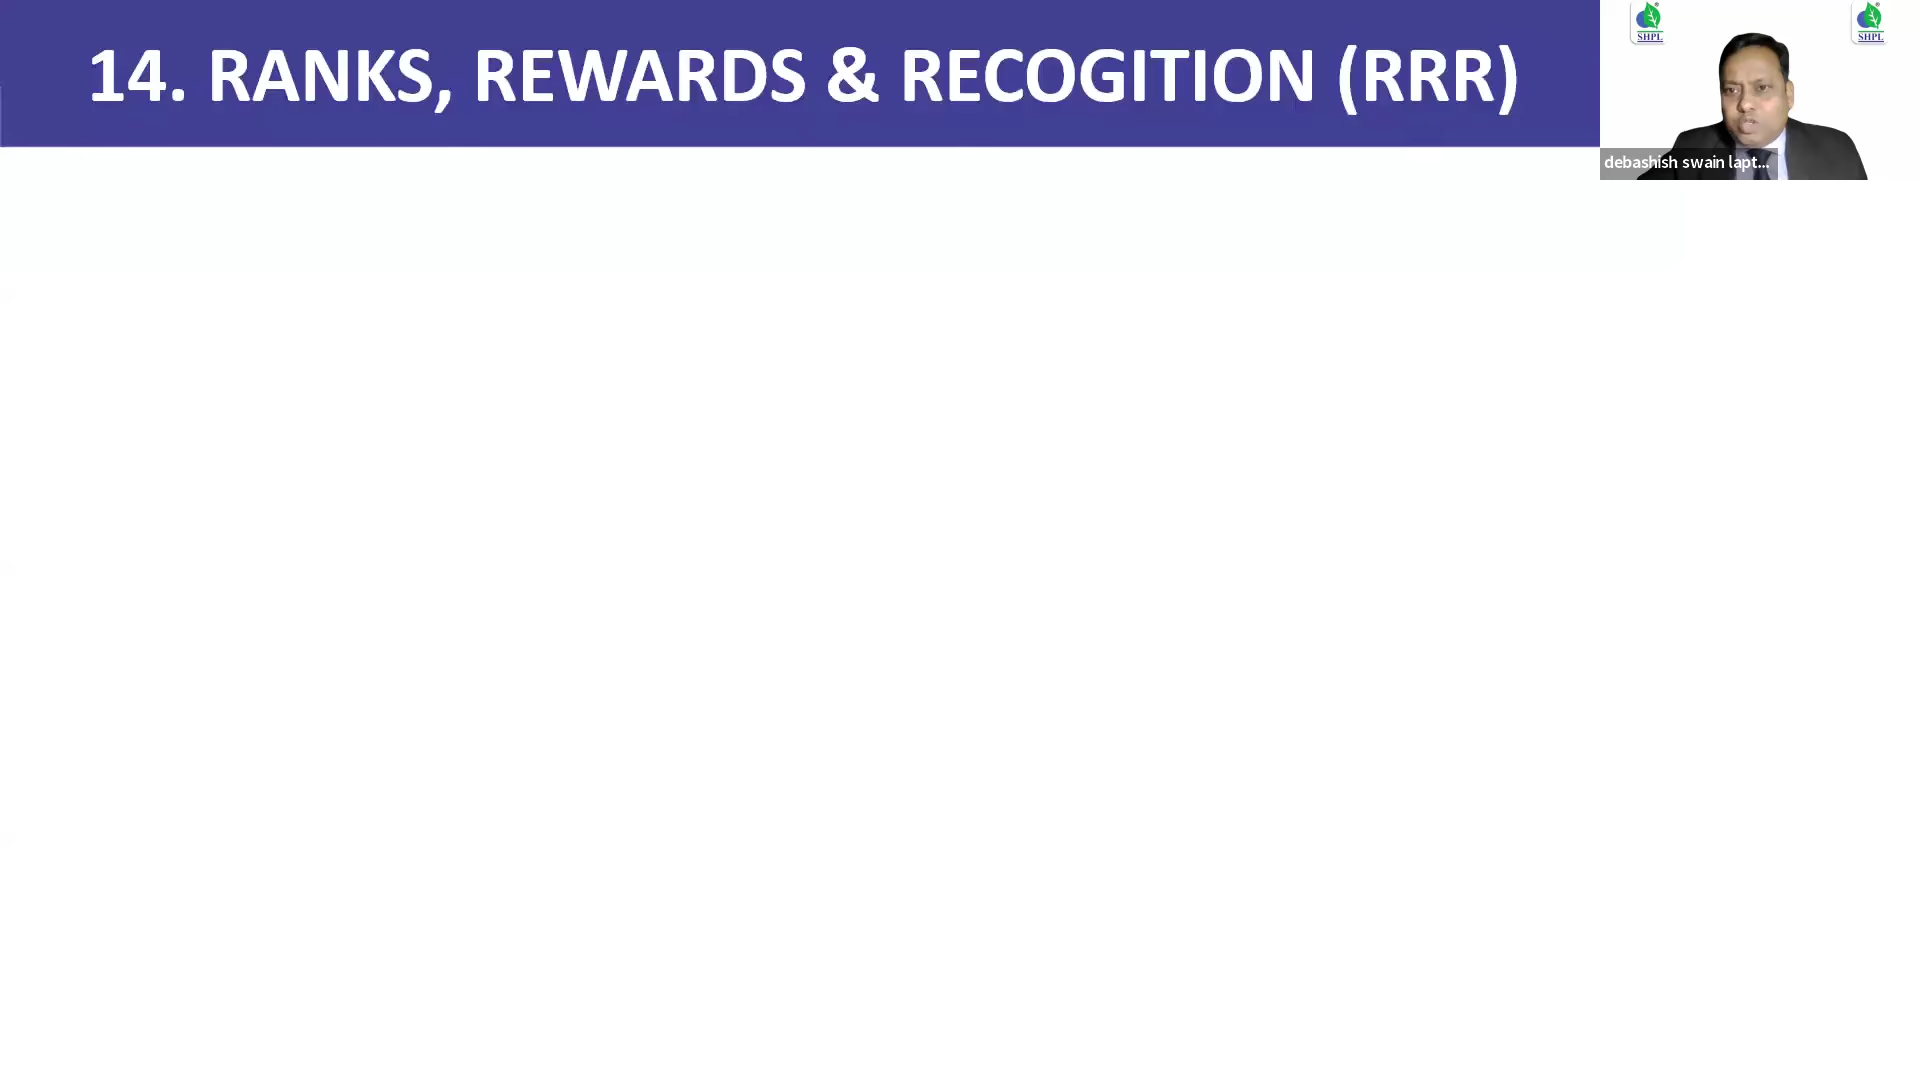 14. RANKS, REWARDS & RECOGITION (RRR)
SHPL
SHPL
debashish swain lapt...